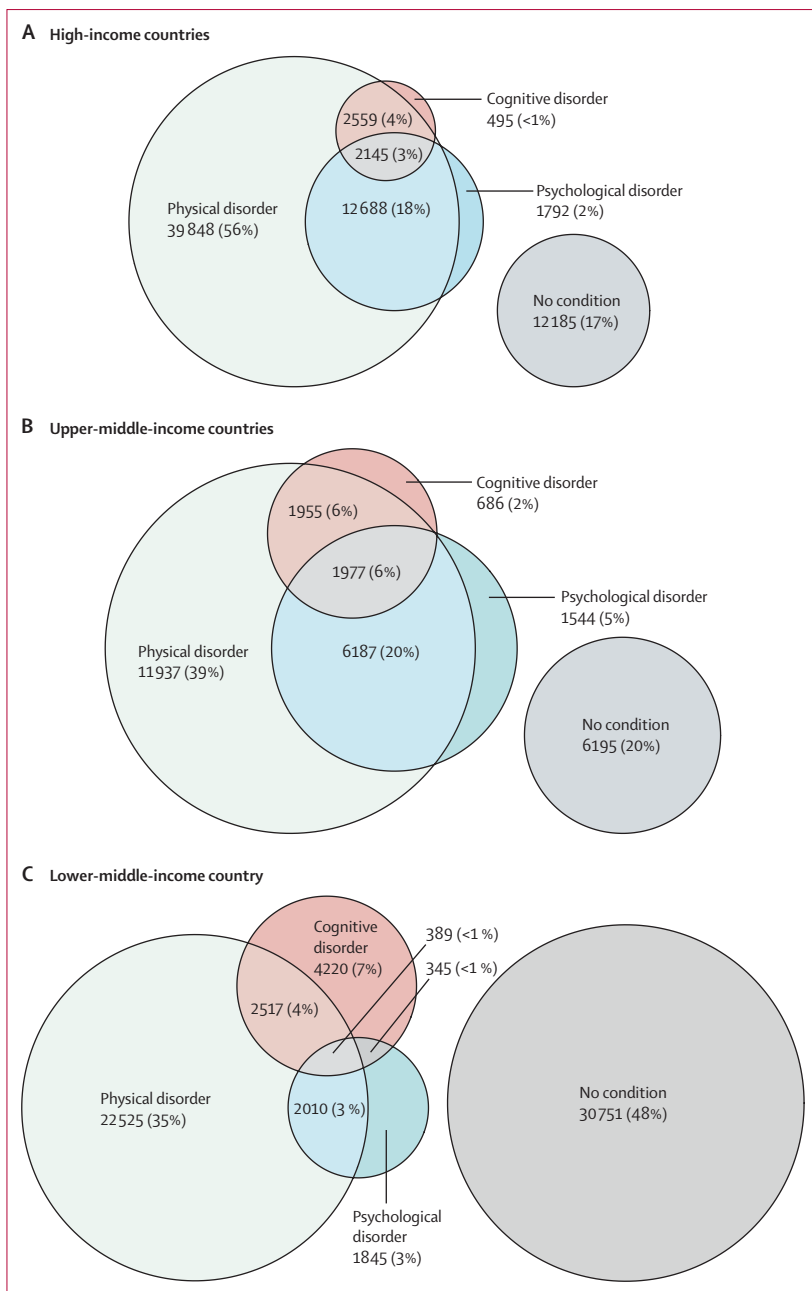 A High-income countries
Cognitive disorder
495 (<1%)
2559 (4%)
2145 (3%)
Psychological disorder
1792 (2%)
Physical disorder
39 848 (56%)
12 688 (18%)
No condition
12 185 (17%)
B Upper-middle-income countries
Cognitive disorder
686 (2%)
1955 (6%)
1977 (6%)
Psychological disorder
1544 (5%)
Physical disorder
11 937 (39%)
6187 (20%)
No condition
6195 (20%)
C Lower-middle-income country
Cognitive
disorder
4220 (7%)
389 (<1 %)
345 (<1 %)
2517 (4%)
Physical disorder
22 525 (35%)
2010 (3 %)
No condition
30 751 (48%)
Psychological
disorder
1845 (3%)